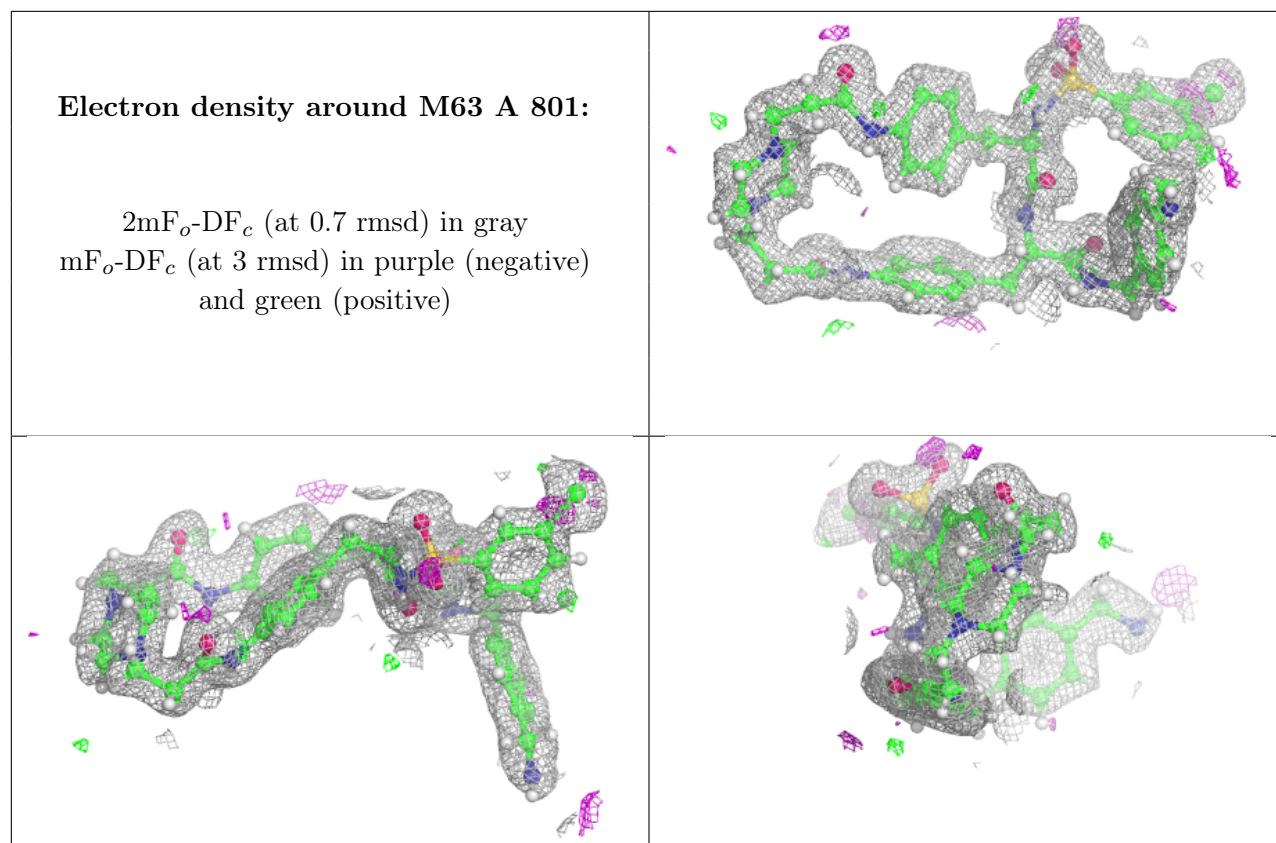 Electron density around M63 A 801:
2mFo-DFc (at 0.7 rmsd) in gray
mFo-DFc (at 3 rmsd) in purple (negative)
and green (positive)